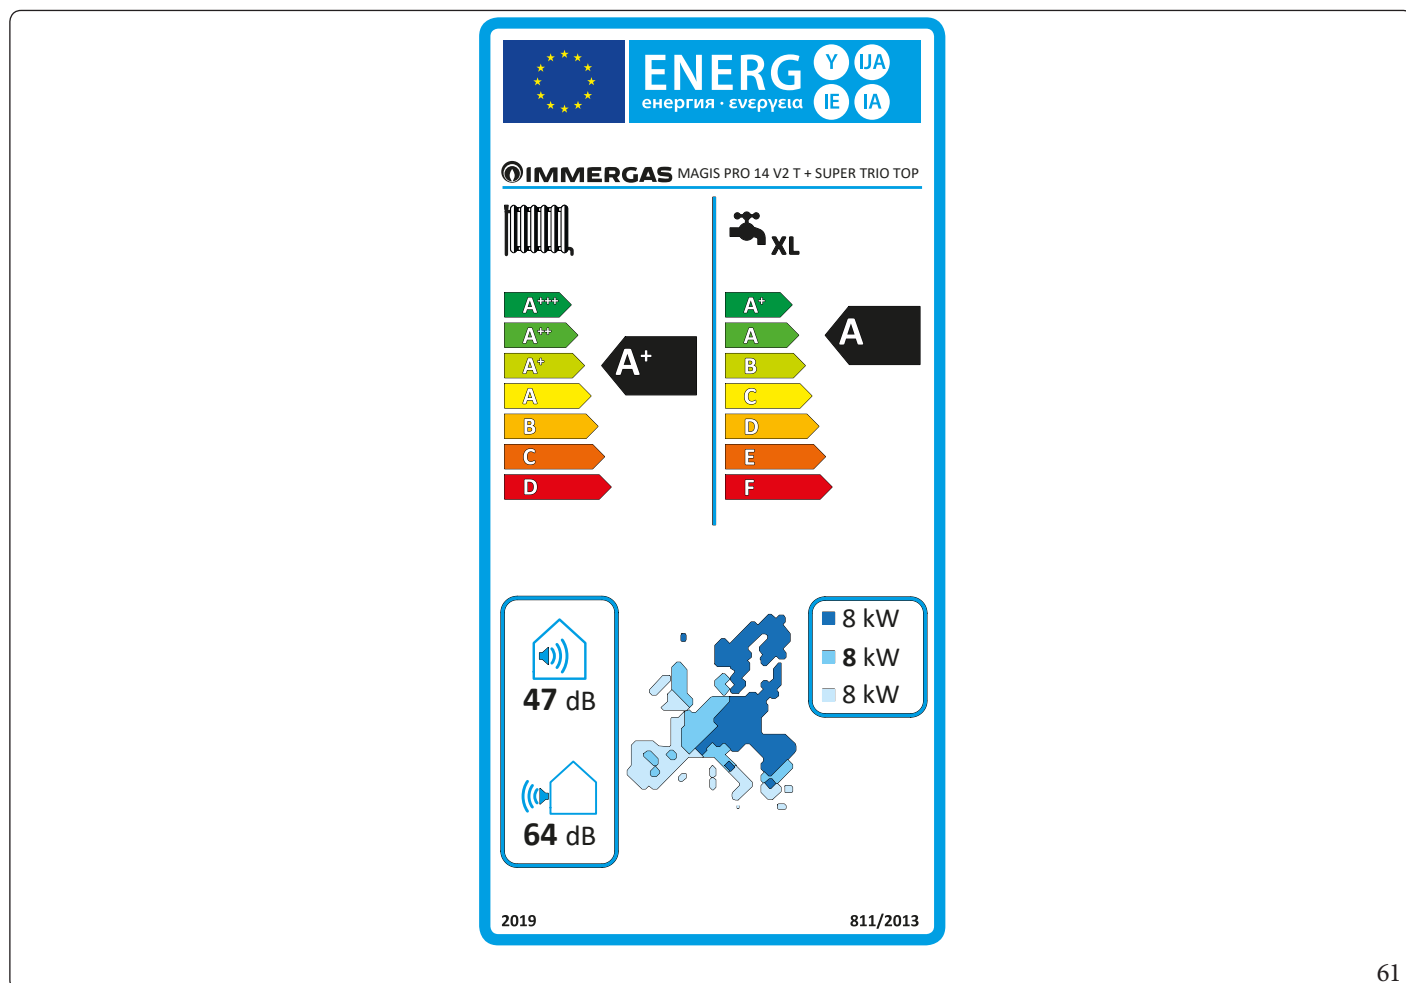 ENERG
енергия · ενεργεια
Y IJA
IE IA
IMMERGAS MAGIS PRO 14 V2 T + SUPER TRIO TOP
XL
A+++
A++
A+
A
B
C
D
A+
A+
A
B
C
D
E
F
A
47 dB
64 dB
8 kW
8 kW
8 kW
2019
811/2013
61